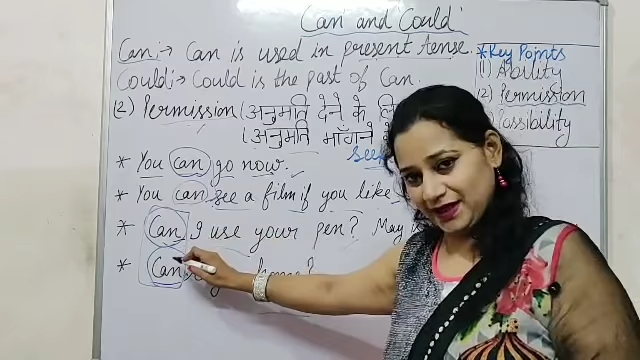 Can and Could
Can :→ Can is used in present tense.
Could :→ Could is the past of Can.
(2) Permission (अनुमति देने के
(अनुमति माँगने
* You can go now.
* You can see a film if you like
* Can I use your pen? May
* Can home?
*Key Points
(1) Ability
(2) Permission
Possibility